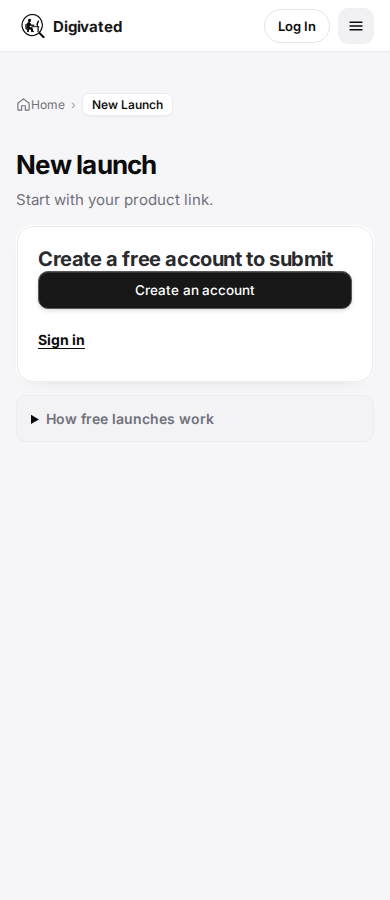 Digivated
Log In
Home › New Launch
New launch
Start with your product link.
Create a free account to submit
Create an account
Sign in
How free launches work